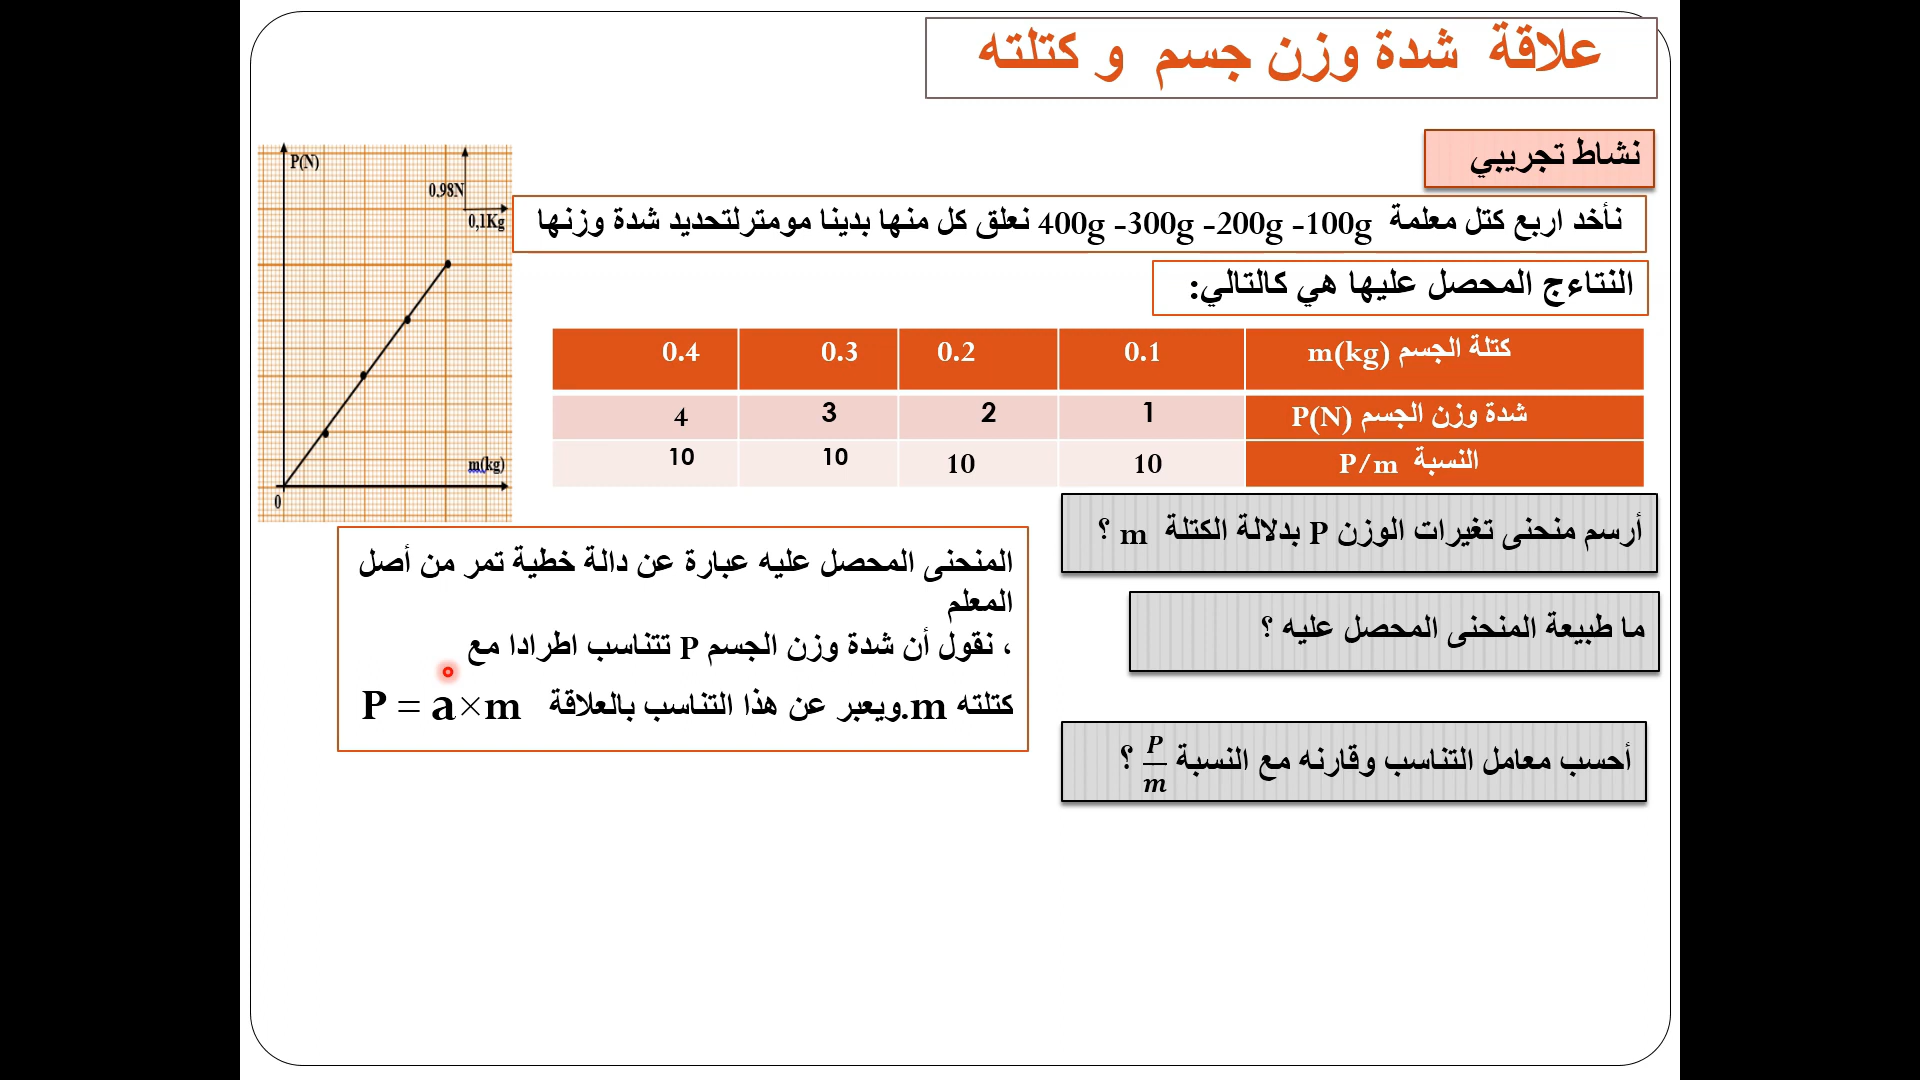 علاقة شدة وزن جسم و كتلته
نشاط تجريبي
نأخد اربع كتل معلمة 100g- 200g- 300g- 400g نعلق كل منها بدينا مومترلتحديد شدة وزنها
النتاءج المحصل عليها هي كالتالي:
كتلة الجسم m(kg) 0.1 0.2 0.3 0.4
شدة وزن الجسم P(N) 1 2 3 4
النسبة P/m 10 10 10 10
P(N)
0,98N
0,1Kg
m(kg)
0
أرسم منحنى تغيرات الوزن P بدلالة الكتلة m ؟
ما طبيعة المنحنى المحصل عليه ؟
أحسب معامل التناسب وقارنه مع النسبة P/m ؟
المنحنى المحصل عليه عبارة عن دالة خطية تمر من أصل
المعلم
، نقول أن شدة وزن الجسم P تتناسب اطرادا مع
كتلته m.ويعبر عن هذا التناسب بالعلاقة P = a×m